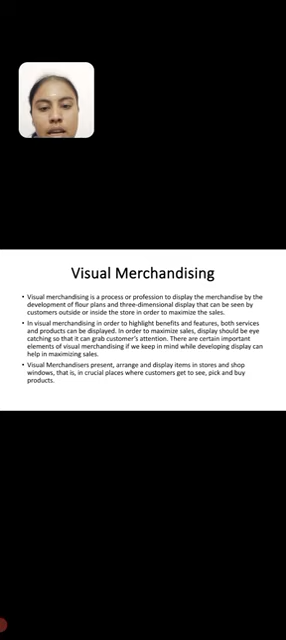 Visual Merchandising
• Visual merchandising is a process or profession to display the merchandise by the
development of flour plans and three-dimensional display that can be seen by
customers outside or inside the store in order to maximize the sales.
• In visual merchandising in order to highlight benefits and features, both services
and products can be displayed. In order to maximize sales, display should be eye
catching so that it can grab customer's attention. There are certain important
elements of visual merchandising if we keep in mind while developing display can
help in maximizing sales.
• Visual Merchandisers present, arrange and display items in stores and shop
windows, that is, in crucial places where customers get to see, pick and buy
products.